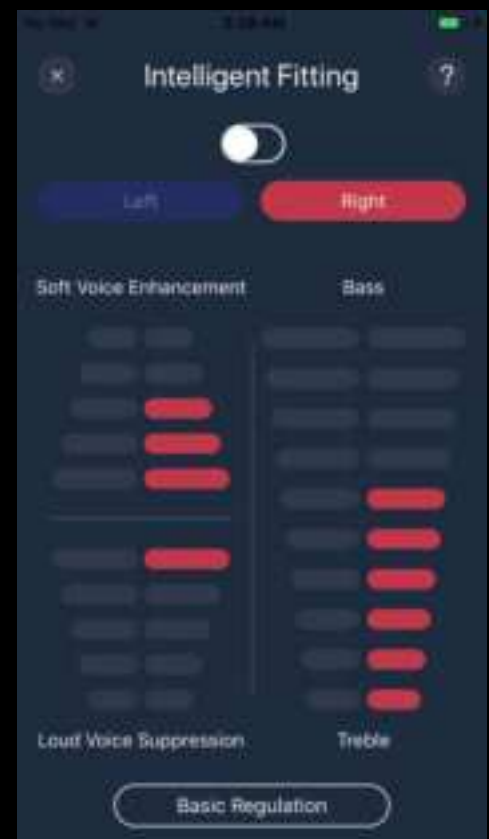 Intelligent Fitting
?
Left
Right
Soft Voice Enhancement
Bass
Loud Voice Suppression
Treble
Basic Regulation